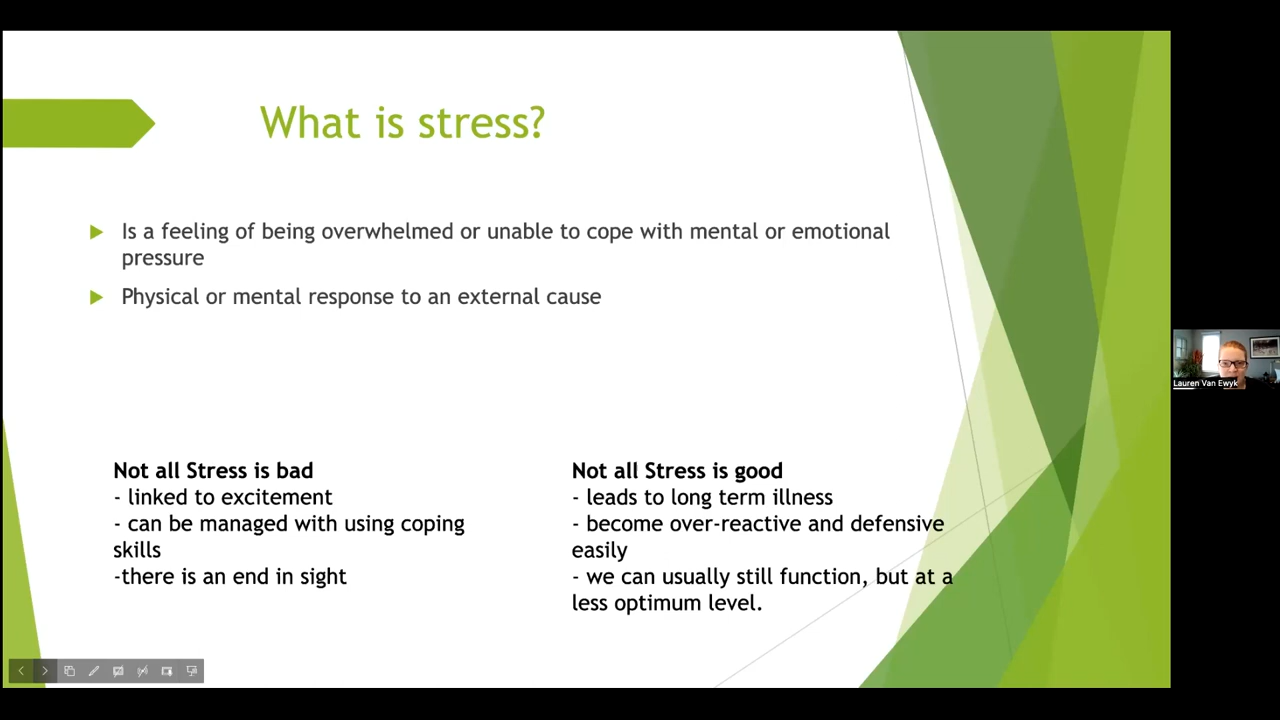 What is stress?
Is a feeling of being overwhelmed or unable to cope with mental or emotional
pressure
Physical or mental response to an external cause
Not all Stress is bad
- linked to excitement
- can be managed with using coping
skills
-there is an end in sight
Not all Stress is good
- leads to long term illness
- become over-reactive and defensive
easily
- we can usually still function, but at a
less optimum level.
Lauren Van Ewyk